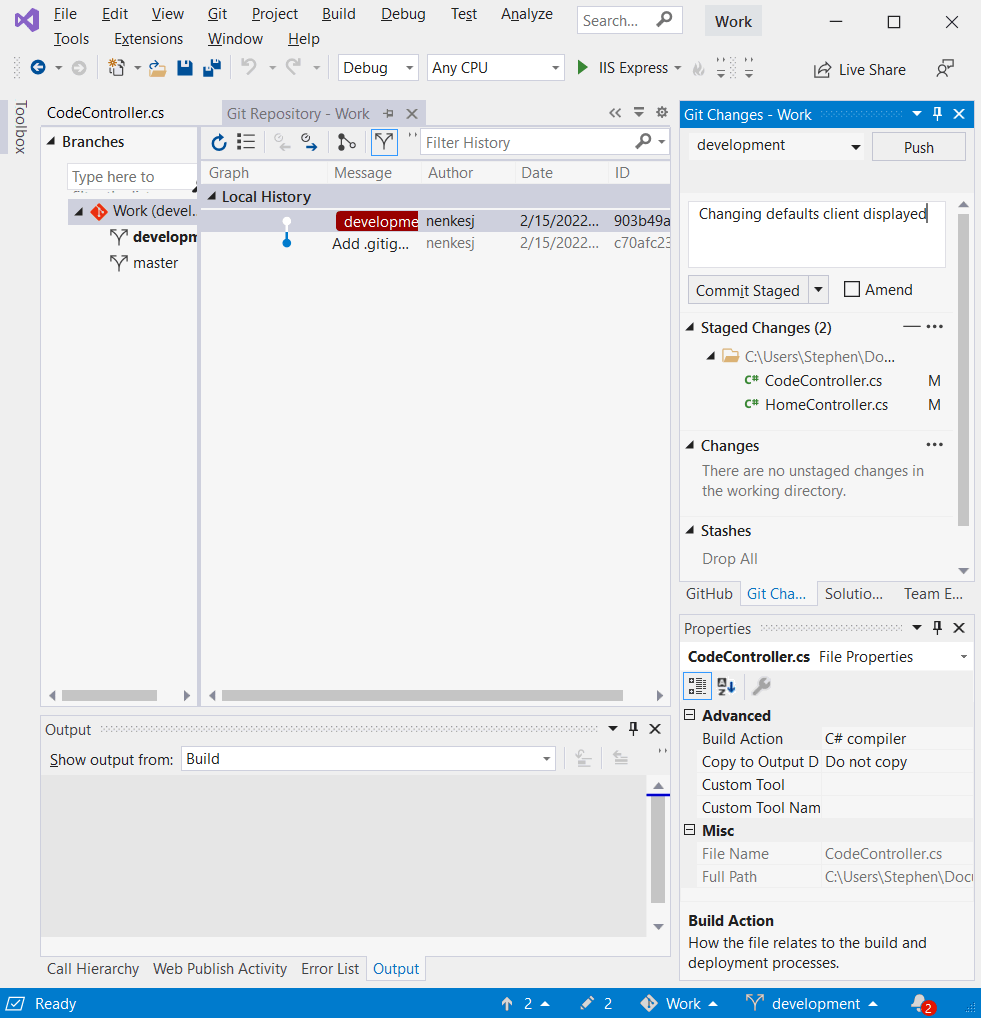 File Edit View Git Project Build Debug Test Analyze Search... Work
Tools Extensions Window Help
Debug Any CPU IIS Express Live Share
Toolbox
CodeController.cs Git Repository - Work
Branches
Type here to
Work (devel...
developm
master
Filter History
Graph Message Author Date ID
Local History
developme nenkesj 2/15/2022... 903b49a
Add .gitig... nenkesj 2/15/2022... c70afc23
Git Changes - Work
development Push
Changing defaults client displayed
Commit Staged Amend
Staged Changes (2)
C:\Users\Stephen\Do...
C# CodeController.cs M
C# HomeController.cs M
Changes
There are no unstaged changes in
the working directory.
Stashes
Drop All
GitHub Git Cha... Solutio... Team E...
Properties
CodeController.cs File Properties
Advanced
Build Action C# compiler
Copy to Output D Do not copy
Custom Tool
Custom Tool Nam
Misc
File Name CodeController.cs
Full Path C:\Users\Stephen\Docu
Build Action
How the file relates to the build and
deployment processes.
Output
Show output from: Build
Call Hierarchy Web Publish Activity Error List Output
Ready 2 2 Work development 2